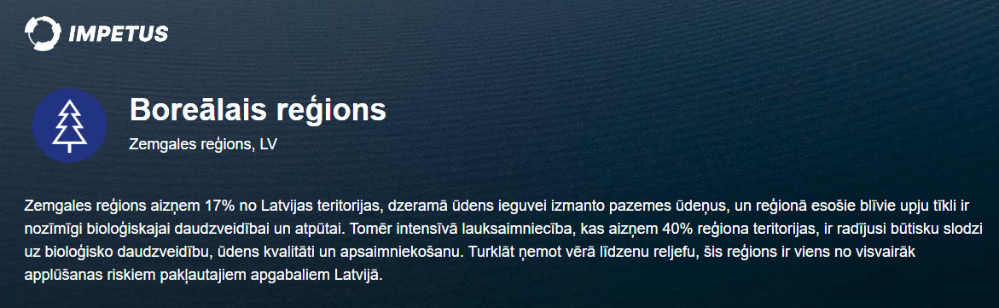 IMPETUS
Boreālais reģions
Zemgales reģions, LV
Zemgales reģions aizņem 17% no Latvijas teritorijas, dzeramā ūdens ieguvei izmanto pazemes ūdeņus, un reģionā esošie blīvie upju tīkli ir
nozīmīgi bioloģiskajai daudzveidībai un atpūtai. Tomēr intensīvā lauksaimniecība, kas aizņem 40% reģiona teritorijas, ir radījusi būtisku slodzi
uz bioloģisko daudzveidību, ūdens kvalitāti un apsaimniekošanu. Turklāt ņemot vērā līdzenu reljefu, šis reģions ir viens no visvairāk
applūšanas riskiem pakļautajiem apgabaliem Latvijā.